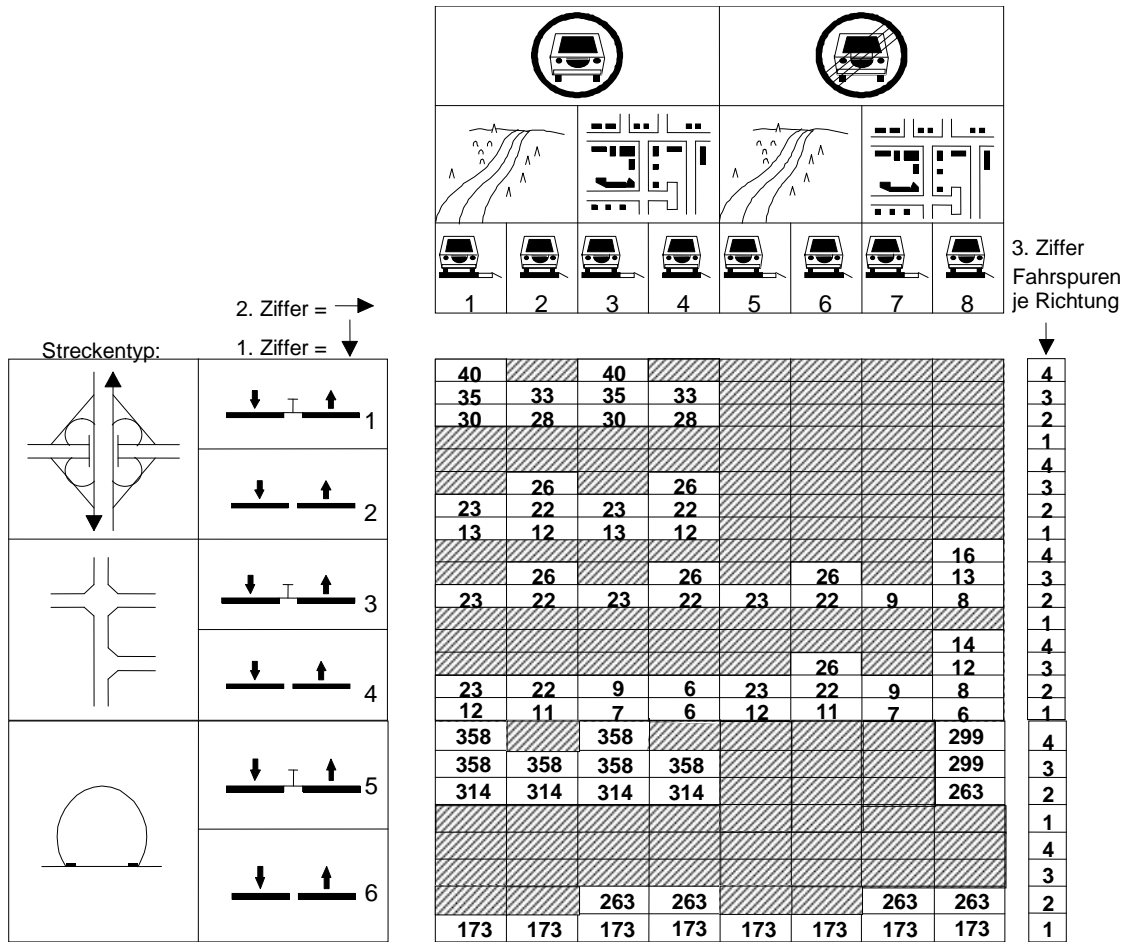 1 2 3 4 5 6 7 8
3. Ziffer
Fahrspuren
je Richtung
2. Ziffer =
Streckentyp: 1. Ziffer =
40 40 4
35 33 35 33 3
1 30 28 30 28 2
1
4
26 26 3
2 23 22 23 22 2
13 12 13 12 1
16 4
26 26 26 13 3
3 23 22 23 22 23 22 9 8 2
1
14 4
26 12 3
4 23 22 9 6 23 22 9 8 2
12 11 7 6 12 11 7 6 1
358 358 299 4
358 358 358 358 299 3
5 314 314 314 314 263 2
1
4
3
6 263 263 263 263 2
173 173 173 173 173 173 173 173 1